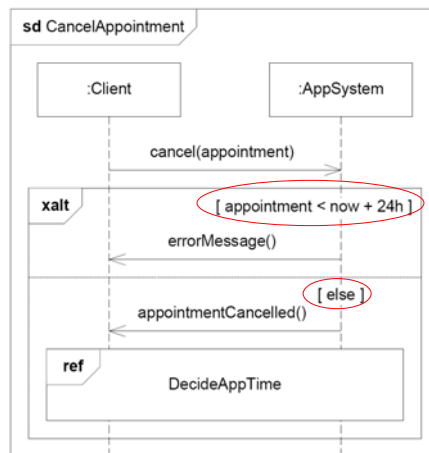 sd CancelAppointment
:Client
:AppSystem
cancel(appointment)
xalt
[ appointment < now + 24h ]
errorMessage()
[ else ]
appointmentCancelled()
ref
DecideAppTime